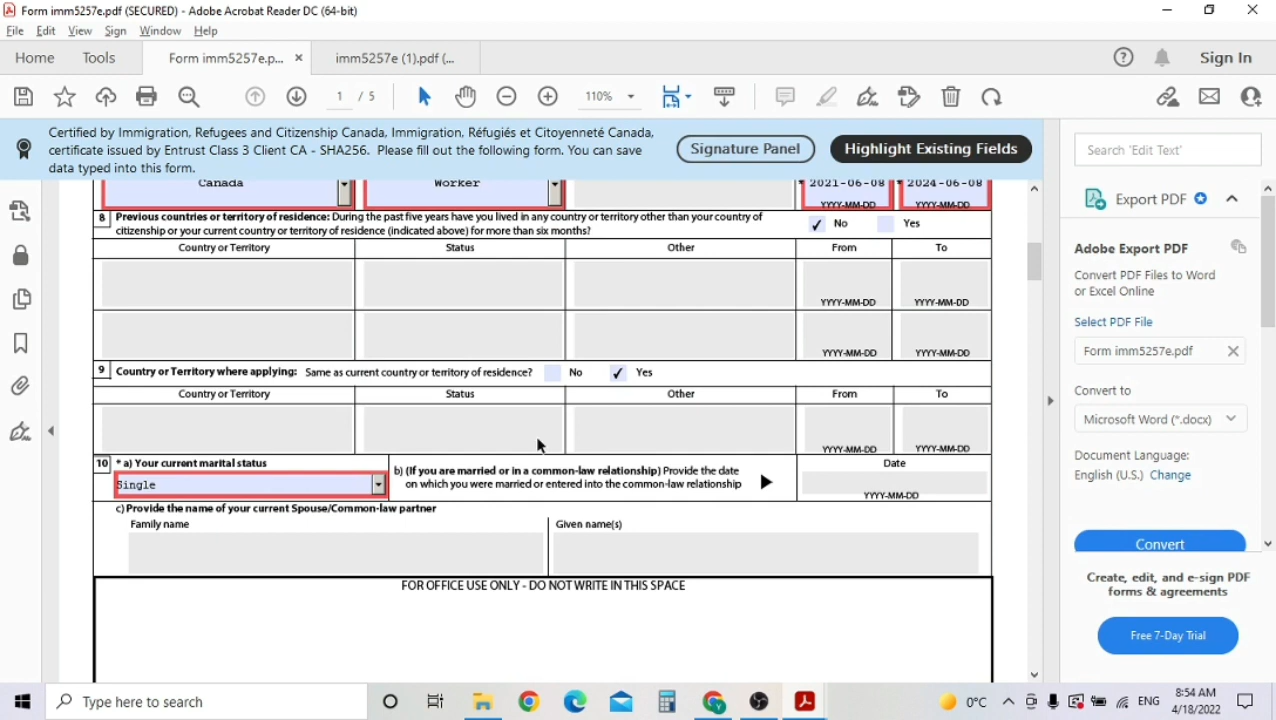 Form imm5257e.pdf (SECURED) - Adobe Acrobat Reader DC (64-bit)
File Edit View Sign Window Help
Home Tools Form imm5257e.p... × imm5257e (1).pdf (... Sign In
1 / 5 110%
Certified by Immigration, Refugees and Citizenship Canada, Immigration, Réfugiés et Citoyenneté Canada,
certificate issued by Entrust Class 3 Client CA - SHA256. Please fill out the following form. You can save
data typed into this form.
Signature Panel
Highlight Existing Fields
Canada Worker * 2021-06-08 * 2024-06-08
YYYY-MM-DD YYYY-MM-DD
8 Previous countries or territory of residence: During the past five years have you lived in any country or territory other than your country of
citizenship or your current country or territory of residence (indicated above) for more than six months?
✓ No Yes
Country or Territory Status Other From To
YYYY-MM-DD YYYY-MM-DD
YYYY-MM-DD YYYY-MM-DD
9 Country or Territory where applying: Same as current country or territory of residence? No ✓ Yes
Country or Territory Status Other From To
YYYY-MM-DD YYYY-MM-DD
10 * a) Your current marital status
Single
b) (If you are married or in a common-law relationship) Provide the date
on which you were married or entered into the common-law relationship
Date
YYYY-MM-DD
c) Provide the name of your current Spouse/Common-law partner
Family name Given name(s)
FOR OFFICE USE ONLY - DO NOT WRITE IN THIS SPACE
Search 'Edit Text'
Export PDF
Adobe Export PDF
Convert PDF Files to Word
or Excel Online
Select PDF File
Form imm5257e.pdf ×
Convert to
Microsoft Word (*.docx)
Document Language:
English (U.S.) Change
Convert
Create, edit, and e-sign PDF
forms & agreements
Free 7-Day Trial
Type here to search
0°C ENG 8:54 AM
4/18/2022